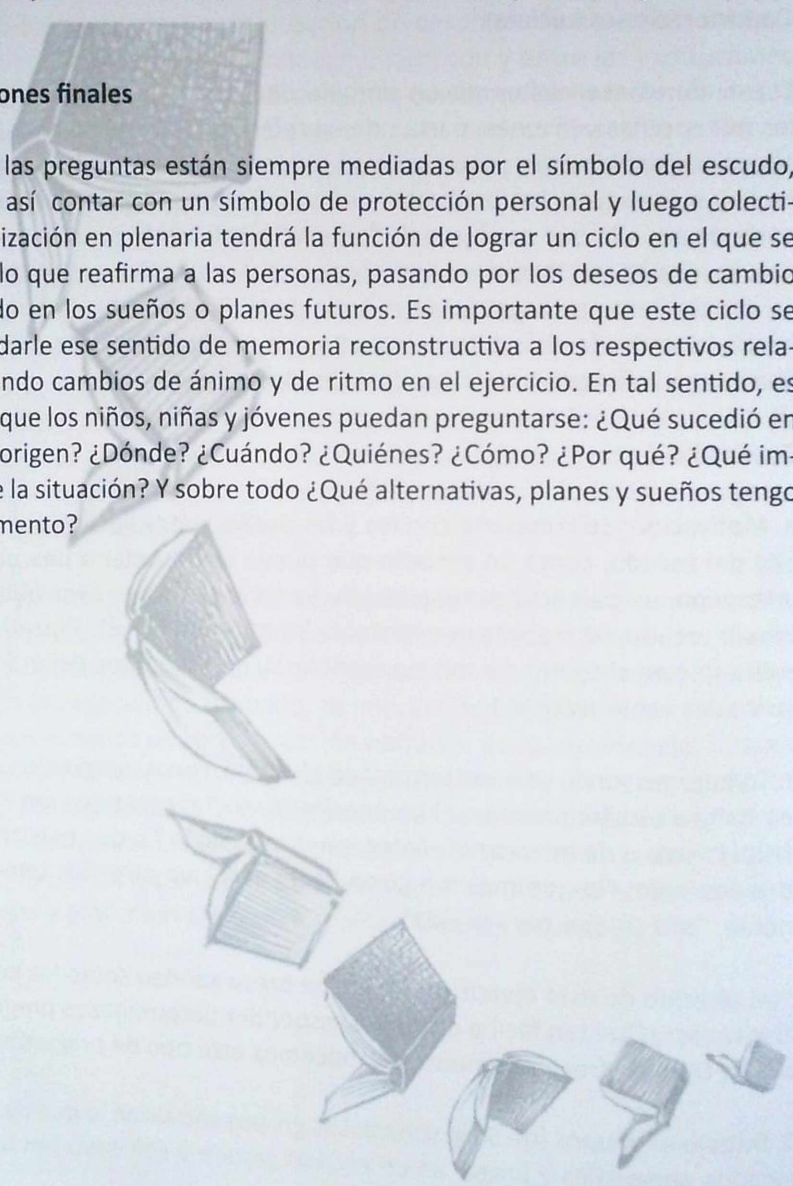 ones finales
las preguntas están siempre mediadas por el símbolo del escudo,
así contar con un símbolo de protección personal y luego colecti-
ización en plenaria tendrá la función de lograr un ciclo en el que se
lo que reafirma a las personas, pasando por los deseos de cambio
do en los sueños o planes futuros. Es importante que este ciclo se
darle ese sentido de memoria reconstructiva a los respectivos rela-
ndo cambios de ánimo y de ritmo en el ejercicio. En tal sentido, es
que los niños, niñas y jóvenes puedan preguntarse: ¿Qué sucedió en
origen? ¿Dónde? ¿Cuándo? ¿Quiénes? ¿Cómo? ¿Por qué? ¿Qué im-
e la situación? Y sobre todo ¿Qué alternativas, planes y sueños tengo
mento?